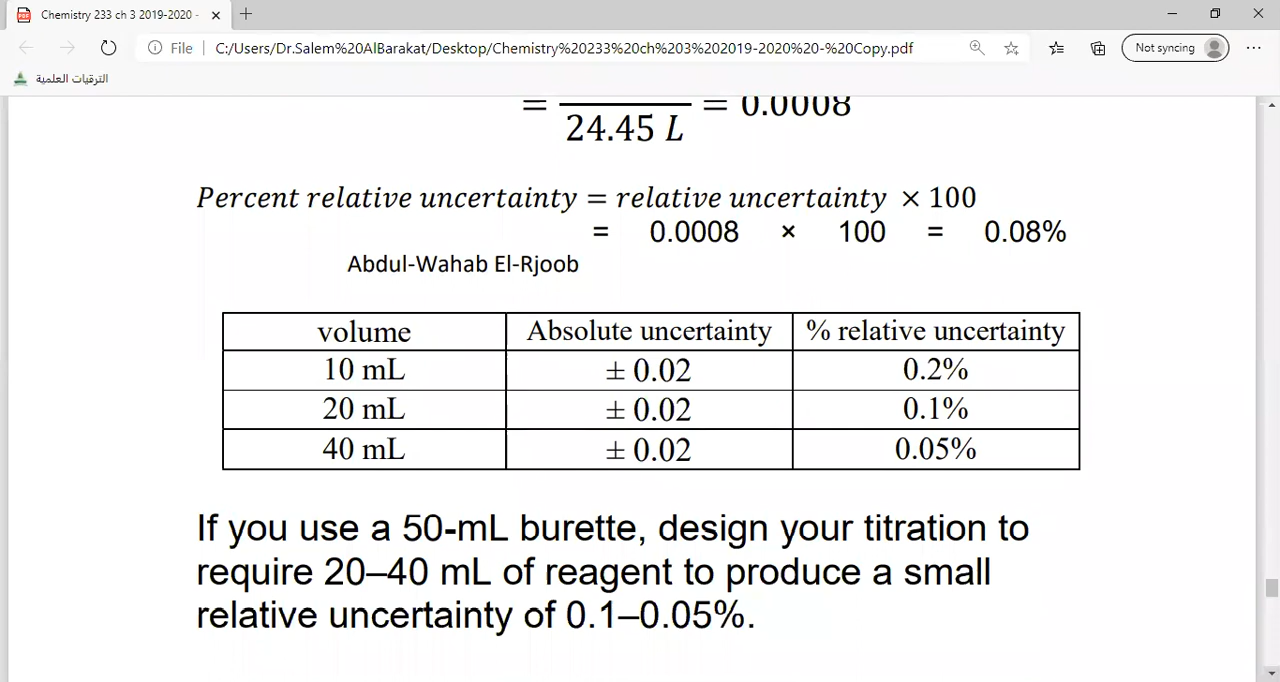 Chemistry 233 ch 3 2019-2020 -
File
C:/Users/Dr.Salem%20AlBarakat/Desktop/Chemistry%20233%20ch%203%202019-2020%20-%20Copy.pdf
Not syncing
الترقيات العلمية
= = 0.0008
24.45 L
Percent relative uncertainty = relative uncertainty × 100
= 0.0008 × 100 = 0.08%
Abdul-Wahab El-Rjoob
volume Absolute uncertainty % relative uncertainty
10 mL ± 0.02 0.2%
20 mL ± 0.02 0.1%
40 mL ± 0.02 0.05%
If you use a 50-mL burette, design your titration to
require 20–40 mL of reagent to produce a small
relative uncertainty of 0.1–0.05%.